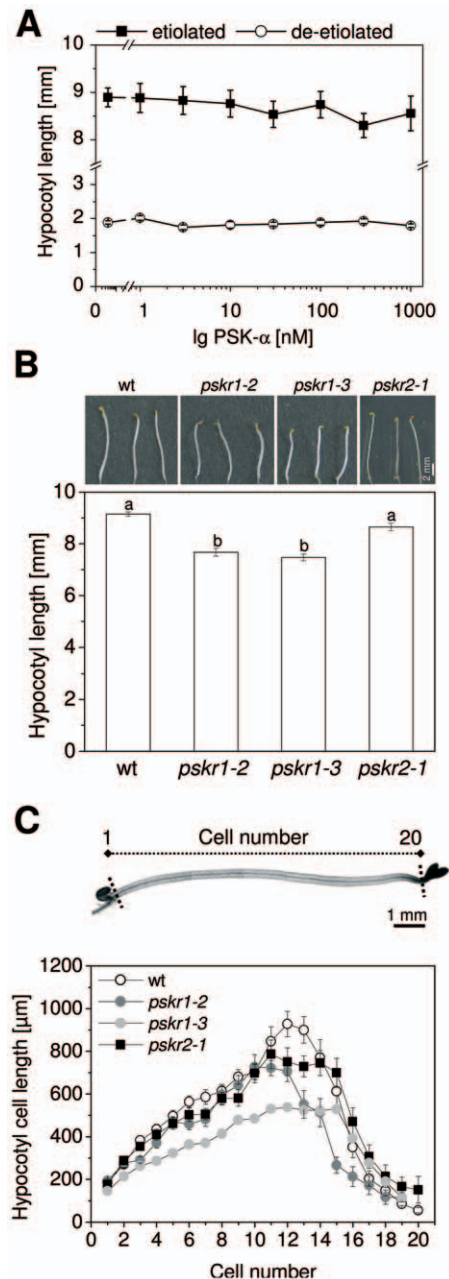 A
etiolated de-etiolated
Hypocotyl length [mm]
10
9
8
3
2
1
0
0 1 10 100 1000
lg PSK-α [nM]
B
wt pskr1-2 pskr1-3 pskr2-1
2 mm
Hypocotyl length [mm]
10
8
6
4
2
0
a b b a
wt pskr1-2 pskr1-3 pskr2-1
C
1 Cell number 20
1 mm
Hypocotyl cell length [µm]
1200
1000
800
600
400
200
0
wt
pskr1-2
pskr1-3
pskr2-1
0 2 4 6 8 10 12 14 16 18 20
Cell number